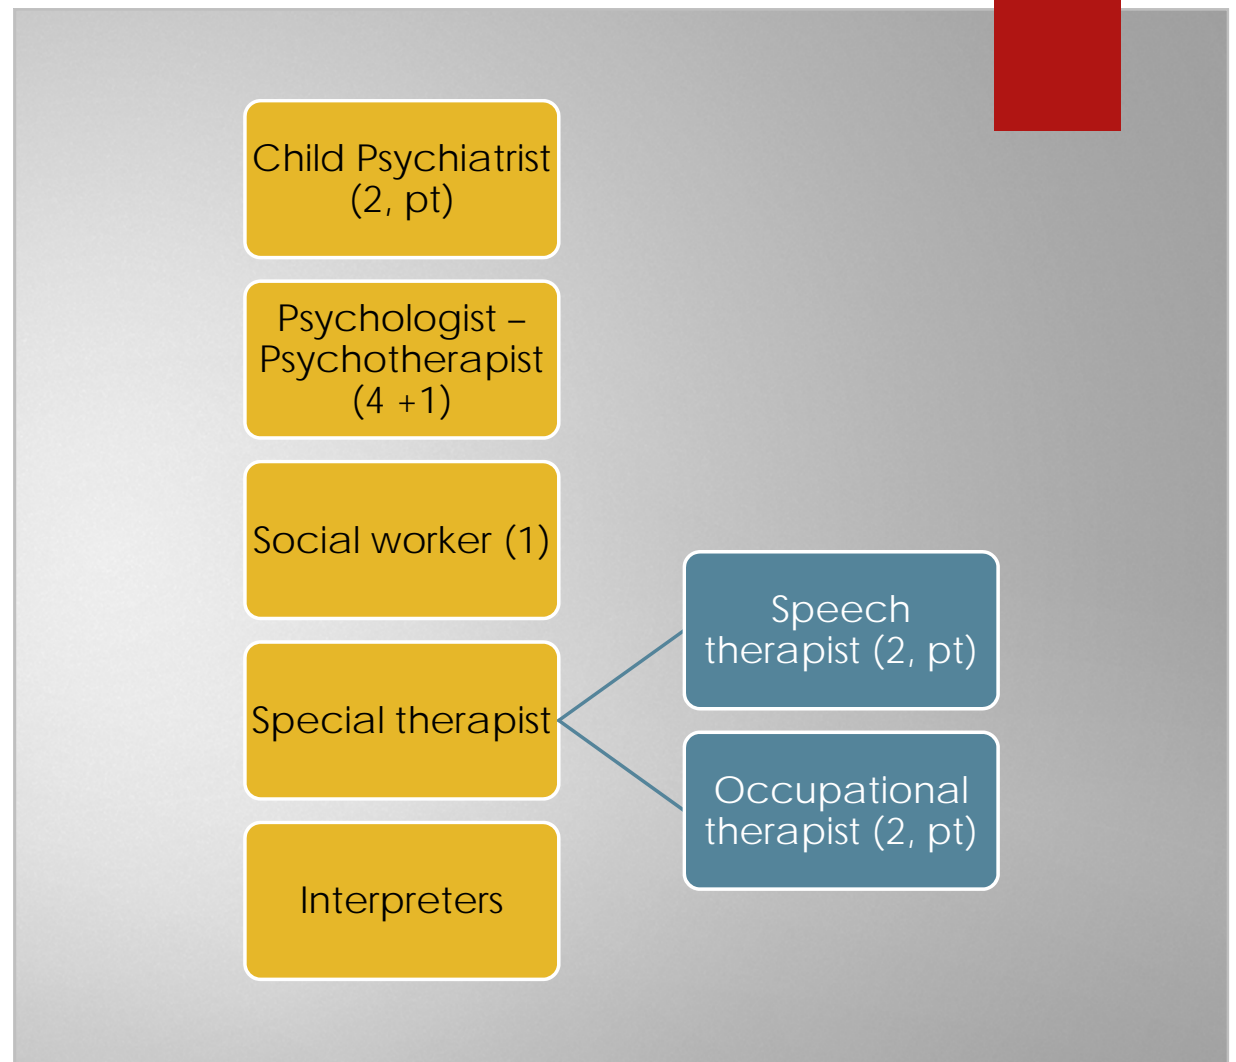 Child Psychiatrist
(2, pt)
Psychologist –
Psychotherapist
(4 +1)
Social worker (1)
Special therapist
Speech
therapist (2, pt)
Occupational
therapist (2, pt)
Interpreters